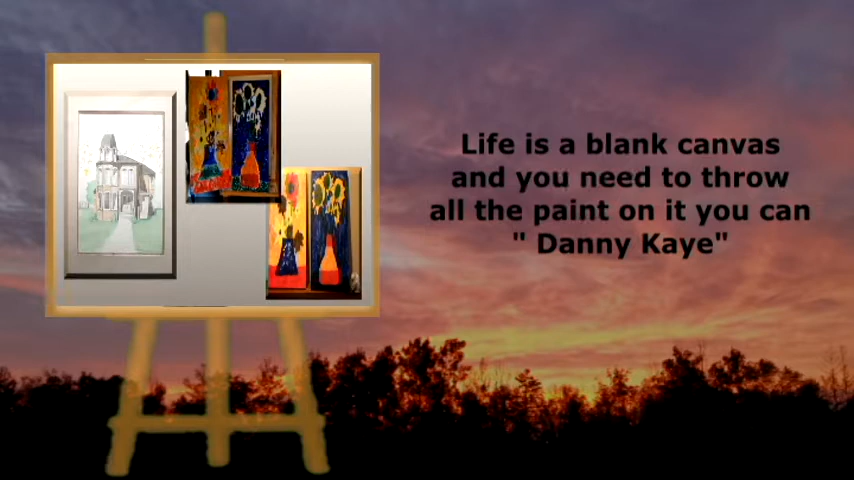 Life is a blank canvas
and you need to throw
all the paint on it you can
" Danny Kaye"